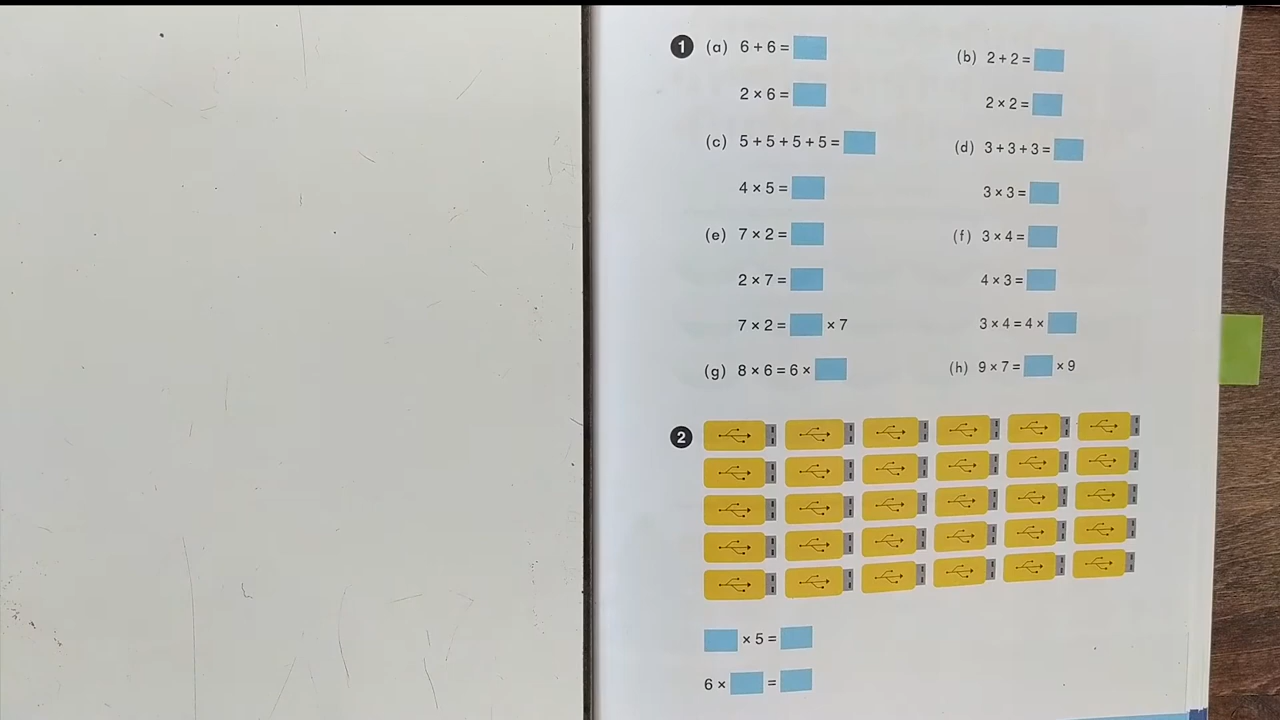 1 (a) 6 + 6 =
2 × 6 =
(b) 2 + 2 =
2 × 2 =
(c) 5 + 5 + 5 + 5 =
4 × 5 =
(d) 3 + 3 + 3 =
3 × 3 =
(e) 7 × 2 =
2 × 7 =
7 × 2 = × 7
(f) 3 × 4 =
4 × 3 =
3 × 4 = 4 ×
(g) 8 × 6 = 6 ×
(h) 9 × 7 = × 9
2
× 5 =
6 × =